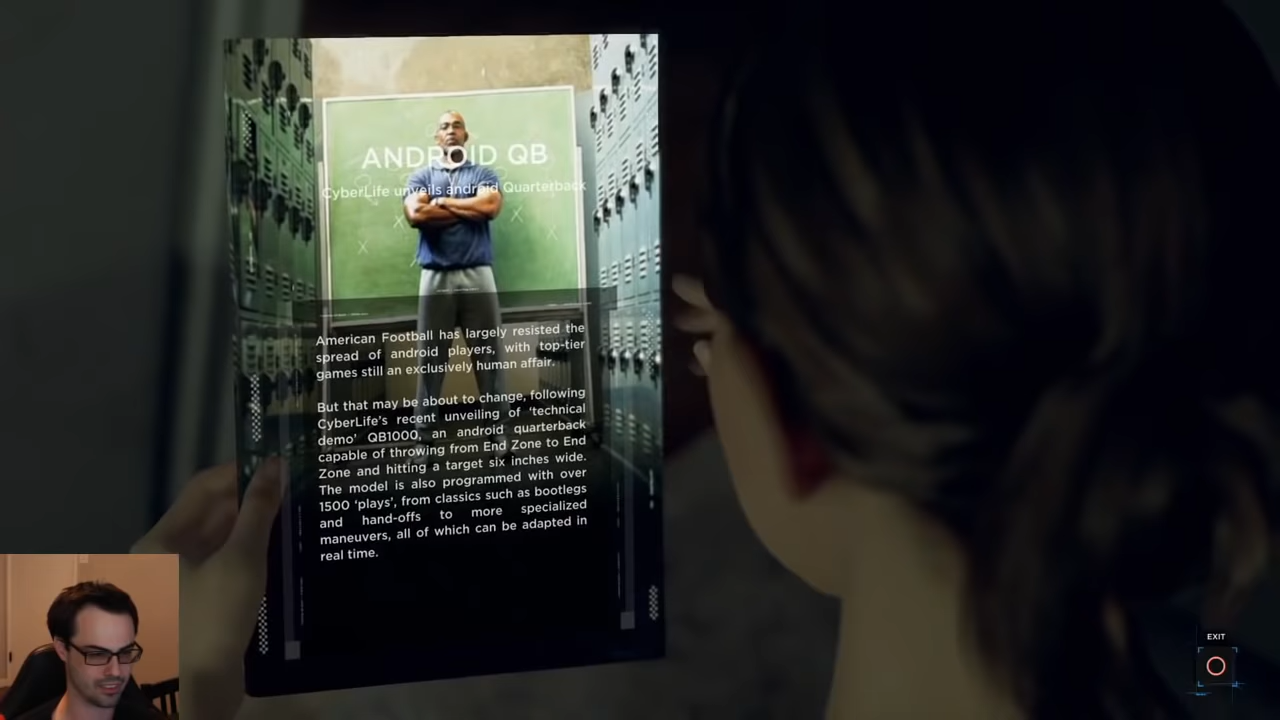 ANDROID QB
CyberLife unveils android Quarterback
American Football has largely resisted the
spread of android players, with top-tier
games still an exclusively human affair.
But that may be about to change, following
CyberLife's recent unveiling of 'technical
demo' QB1000, an android quarterback
capable of throwing from End Zone to End
Zone and hitting a target six inches wide.
The model is also programmed with over
1500 'plays', from classics such as bootlegs
and hand-offs to more specialized
maneuvers, all of which can be adapted in
real time.
EXIT